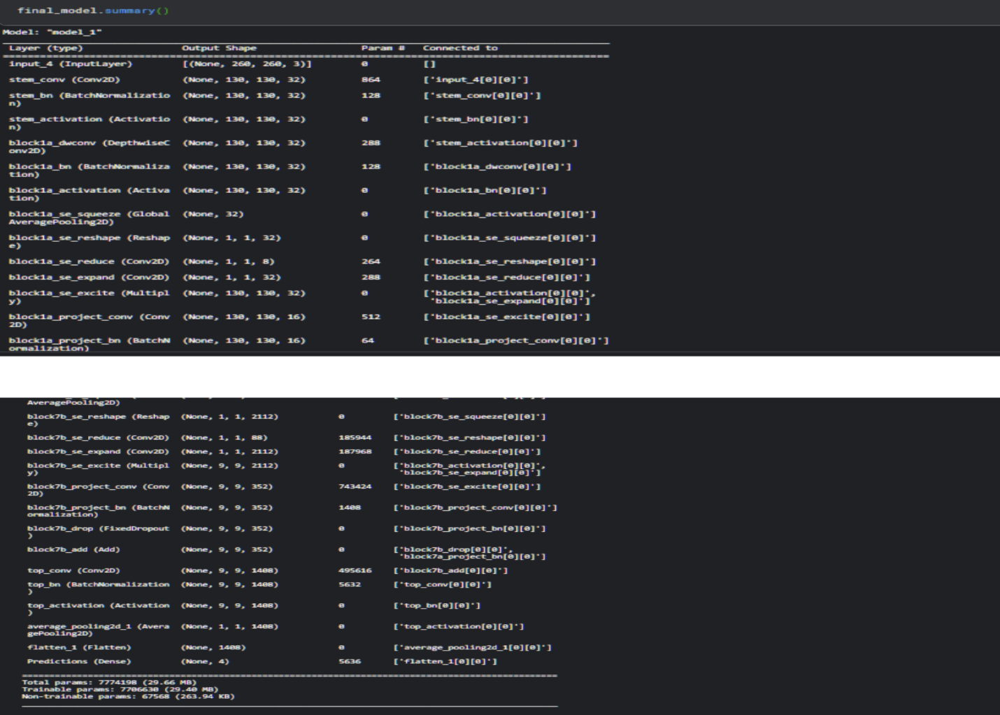 final_model.summary()
Model: "model_1"
Layer (type) Output Shape Param # Connected to
input_4 (InputLayer) [(None, 260, 260, 3)] 0 []
stem_conv (Conv2D) (None, 130, 130, 32) 864 ['input_4[0][0]']
stem_bn (BatchNormalizatio (None, 130, 130, 32) 128 ['stem_conv[0][0]']
n)
stem_activation (Activatio (None, 130, 130, 32) 0 ['stem_bn[0][0]']
n)
block1a_dwconv (DepthwiseC (None, 130, 130, 32) 288 ['stem_activation[0][0]']
onv2D)
block1a_bn (BatchNormaliza (None, 130, 130, 32) 128 ['block1a_dwconv[0][0]']
tion)
block1a_activation (Activa (None, 130, 130, 32) 0 ['block1a_bn[0][0]']
tion)
block1a_se_squeeze (Global (None, 32) 0 ['block1a_activation[0][0]']
AveragePooling2D)
block1a_se_reshape (Reshap (None, 1, 1, 32) 0 ['block1a_se_squeeze[0][0]']
e)
block1a_se_reduce (Conv2D) (None, 1, 1, 8) 264 ['block1a_se_reshape[0][0]']
block1a_se_expand (Conv2D) (None, 1, 1, 32) 288 ['block1a_se_reduce[0][0]']
block1a_se_excite (Multipl (None, 130, 130, 32) 0 ['block1a_activation[0][0]',
y) 'block1a_se_expand[0][0]']
block1a_project_conv (Conv (None, 130, 130, 16) 512 ['block1a_se_excite[0][0]']
2D)
block1a_project_bn (BatchN (None, 130, 130, 16) 64 ['block1a_project_conv[0][0]']
ormalization)
AveragePooling2D)
block7b_se_reshape (Reshap (None, 1, 1, 2112) 0 ['block7b_se_squeeze[0][0]']
e)
block7b_se_reduce (Conv2D) (None, 1, 1, 88) 185944 ['block7b_se_reshape[0][0]']
block7b_se_expand (Conv2D) (None, 1, 1, 2112) 187968 ['block7b_se_reduce[0][0]']
block7b_se_excite (Multipl (None, 9, 9, 2112) 0 ['block7b_activation[0][0]',
y) 'block7b_se_expand[0][0]']
block7b_project_conv (Conv (None, 9, 9, 352) 743424 ['block7b_se_excite[0][0]']
2D)
block7b_project_bn (BatchN (None, 9, 9, 352) 1408 ['block7b_project_conv[0][0]']
ormalization)
block7b_drop (FixedDropout (None, 9, 9, 352) 0 ['block7b_project_bn[0][0]']
)
block7b_add (Add) (None, 9, 9, 352) 0 ['block7b_drop[0][0]',
'block7a_project_bn[0][0]']
top_conv (Conv2D) (None, 9, 9, 1408) 495616 ['block7b_add[0][0]']
top_bn (BatchNormalization (None, 9, 9, 1408) 5632 ['top_conv[0][0]']
)
top_activation (Activation (None, 9, 9, 1408) 0 ['top_bn[0][0]']
)
average_pooling2d_1 (Avera (None, 1, 1, 1408) 0 ['top_activation[0][0]']
gePooling2D)
flatten_1 (Flatten) (None, 1408) 0 ['average_pooling2d_1[0][0]']
Predictions (Dense) (None, 4) 5636 ['flatten_1[0][0]']
Total params: 7774198 (29.66 MB)
Trainable params: 7706630 (29.40 MB)
Non-trainable params: 67568 (263.94 KB)